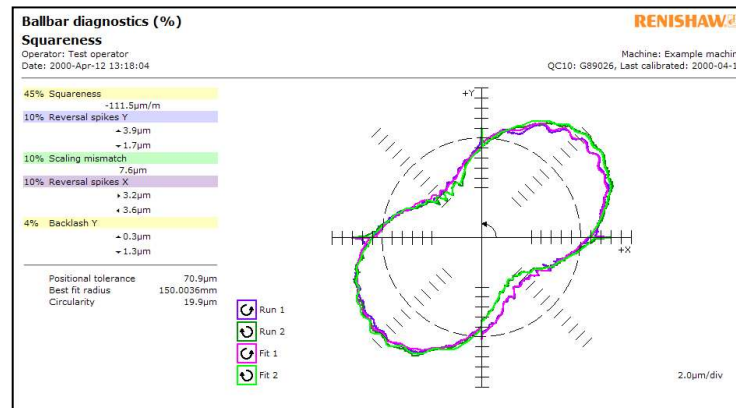 Ballbar diagnostics (%)
Squareness
Operator: Test operator
Date: 2000-Apr-12 13:18:04
RENISHAW
Machine: Example machin
QC10: G89026, Last calibrated: 2000-04-1
45% Squareness
-111.5µm/m
10% Reversal spikes Y
3.9µm
1.7µm
10% Scaling mismatch
7.6µm
10% Reversal spikes X
3.2µm
3.6µm
4% Backlash Y
0.3µm
1.3µm
Positional tolerance 70.9µm
Best fit radius 150.0036mm
Circularity 19.9µm
+Y
+X
Run 1
Run 2
Fit 1
Fit 2
2.0µm/div